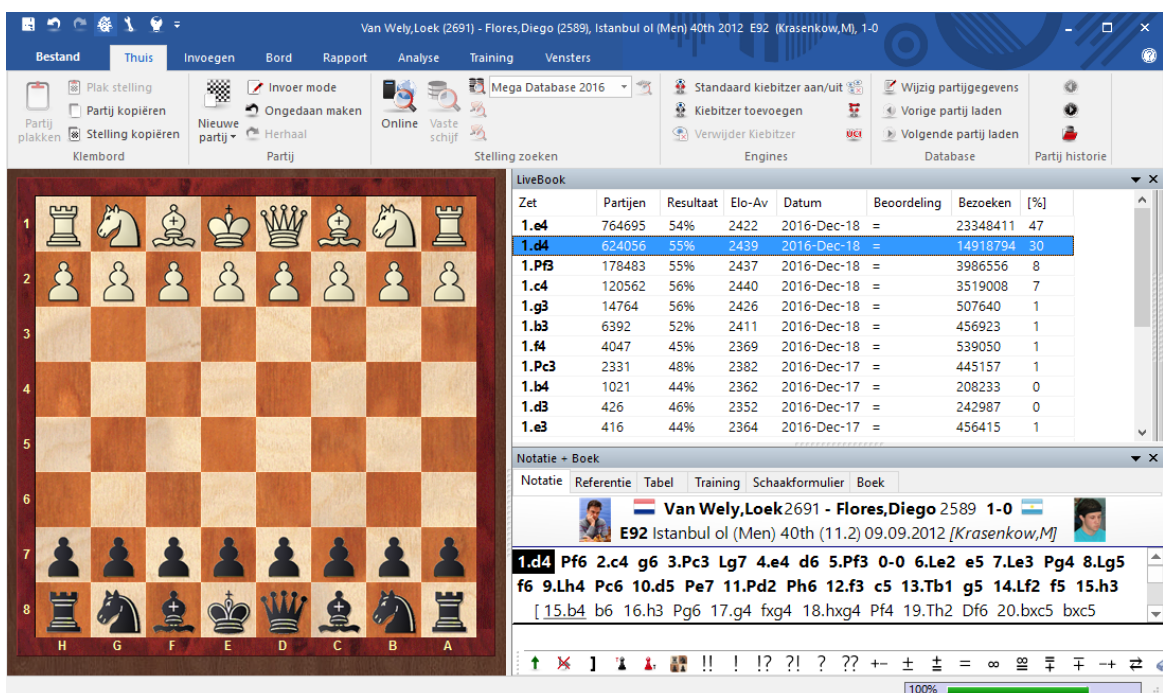 Van Wely,Loek (2691) - Flores,Diego (2589), Istanbul ol (Men) 40th 2012 E92 (Krasenkow,M), 1-0
Bestand Thuis Invoegen Bord Rapport Analyse Training Vensters
Partij plakken
Plak stelling
Partij kopiëren
Stelling kopiëren
Klembord
Nieuwe partij
Invoer mode
Ongedaan maken
Herhaal
Partij
Online
Vaste schijf
Mega Database 2016
Stelling zoeken
Standaard kiebitzer aan/uit
Kiebitzer toevoegen
Verwijder Kiebitzer
UCI
Engines
Wijzig partijgegevens
Vorige partij laden
Volgende partij laden
Database
Partij historie
1
2
3
4
5
6
7
8
H G F E D C B A
LiveBook
Zet Partijen Resultaat Elo-Av Datum Beoordeling Bezoeken [%]
1.e4 764695 54% 2422 2016-Dec-18 = 23348411 47
1.d4 624056 55% 2439 2016-Dec-18 = 14918794 30
1.Pf3 178483 55% 2437 2016-Dec-18 = 3986556 8
1.c4 120562 56% 2440 2016-Dec-18 = 3519008 7
1.g3 14764 56% 2426 2016-Dec-18 = 507640 1
1.b3 6392 52% 2411 2016-Dec-18 = 456923 1
1.f4 4047 45% 2369 2016-Dec-18 = 539050 1
1.Pc3 2331 48% 2382 2016-Dec-17 = 445157 1
1.b4 1021 44% 2362 2016-Dec-17 = 208233 0
1.d3 426 46% 2352 2016-Dec-17 = 242987 0
1.e3 416 44% 2364 2016-Dec-17 = 456415 1
Notatie + Boek
Notatie Referentie Tabel Training Schaakformulier Boek
Van Wely,Loek2691 - Flores,Diego 2589 1-0
E92 Istanbul ol (Men) 40th (11.2) 09.09.2012 [Krasenkow,M]
1.d4 Pf6 2.c4 g6 3.Pc3 Lg7 4.e4 d6 5.Pf3 0-0 6.Le2 e5 7.Le3 Pg4 8.Lg5
f6 9.Lh4 Pc6 10.d5 Pe7 11.Pd2 Ph6 12.f3 c5 13.Tb1 g5 14.Lf2 f5 15.h3
[ 15.b4 b6 16.h3 Pg6 17.g4 fxg4 18.hxg4 Pf4 19.Th2 Df6 20.bxc5 bxc5
] !! ! !? ?! ? ?? +− ± ⩲ = ∞ ⩱ ∓ −+ ⇄
100%